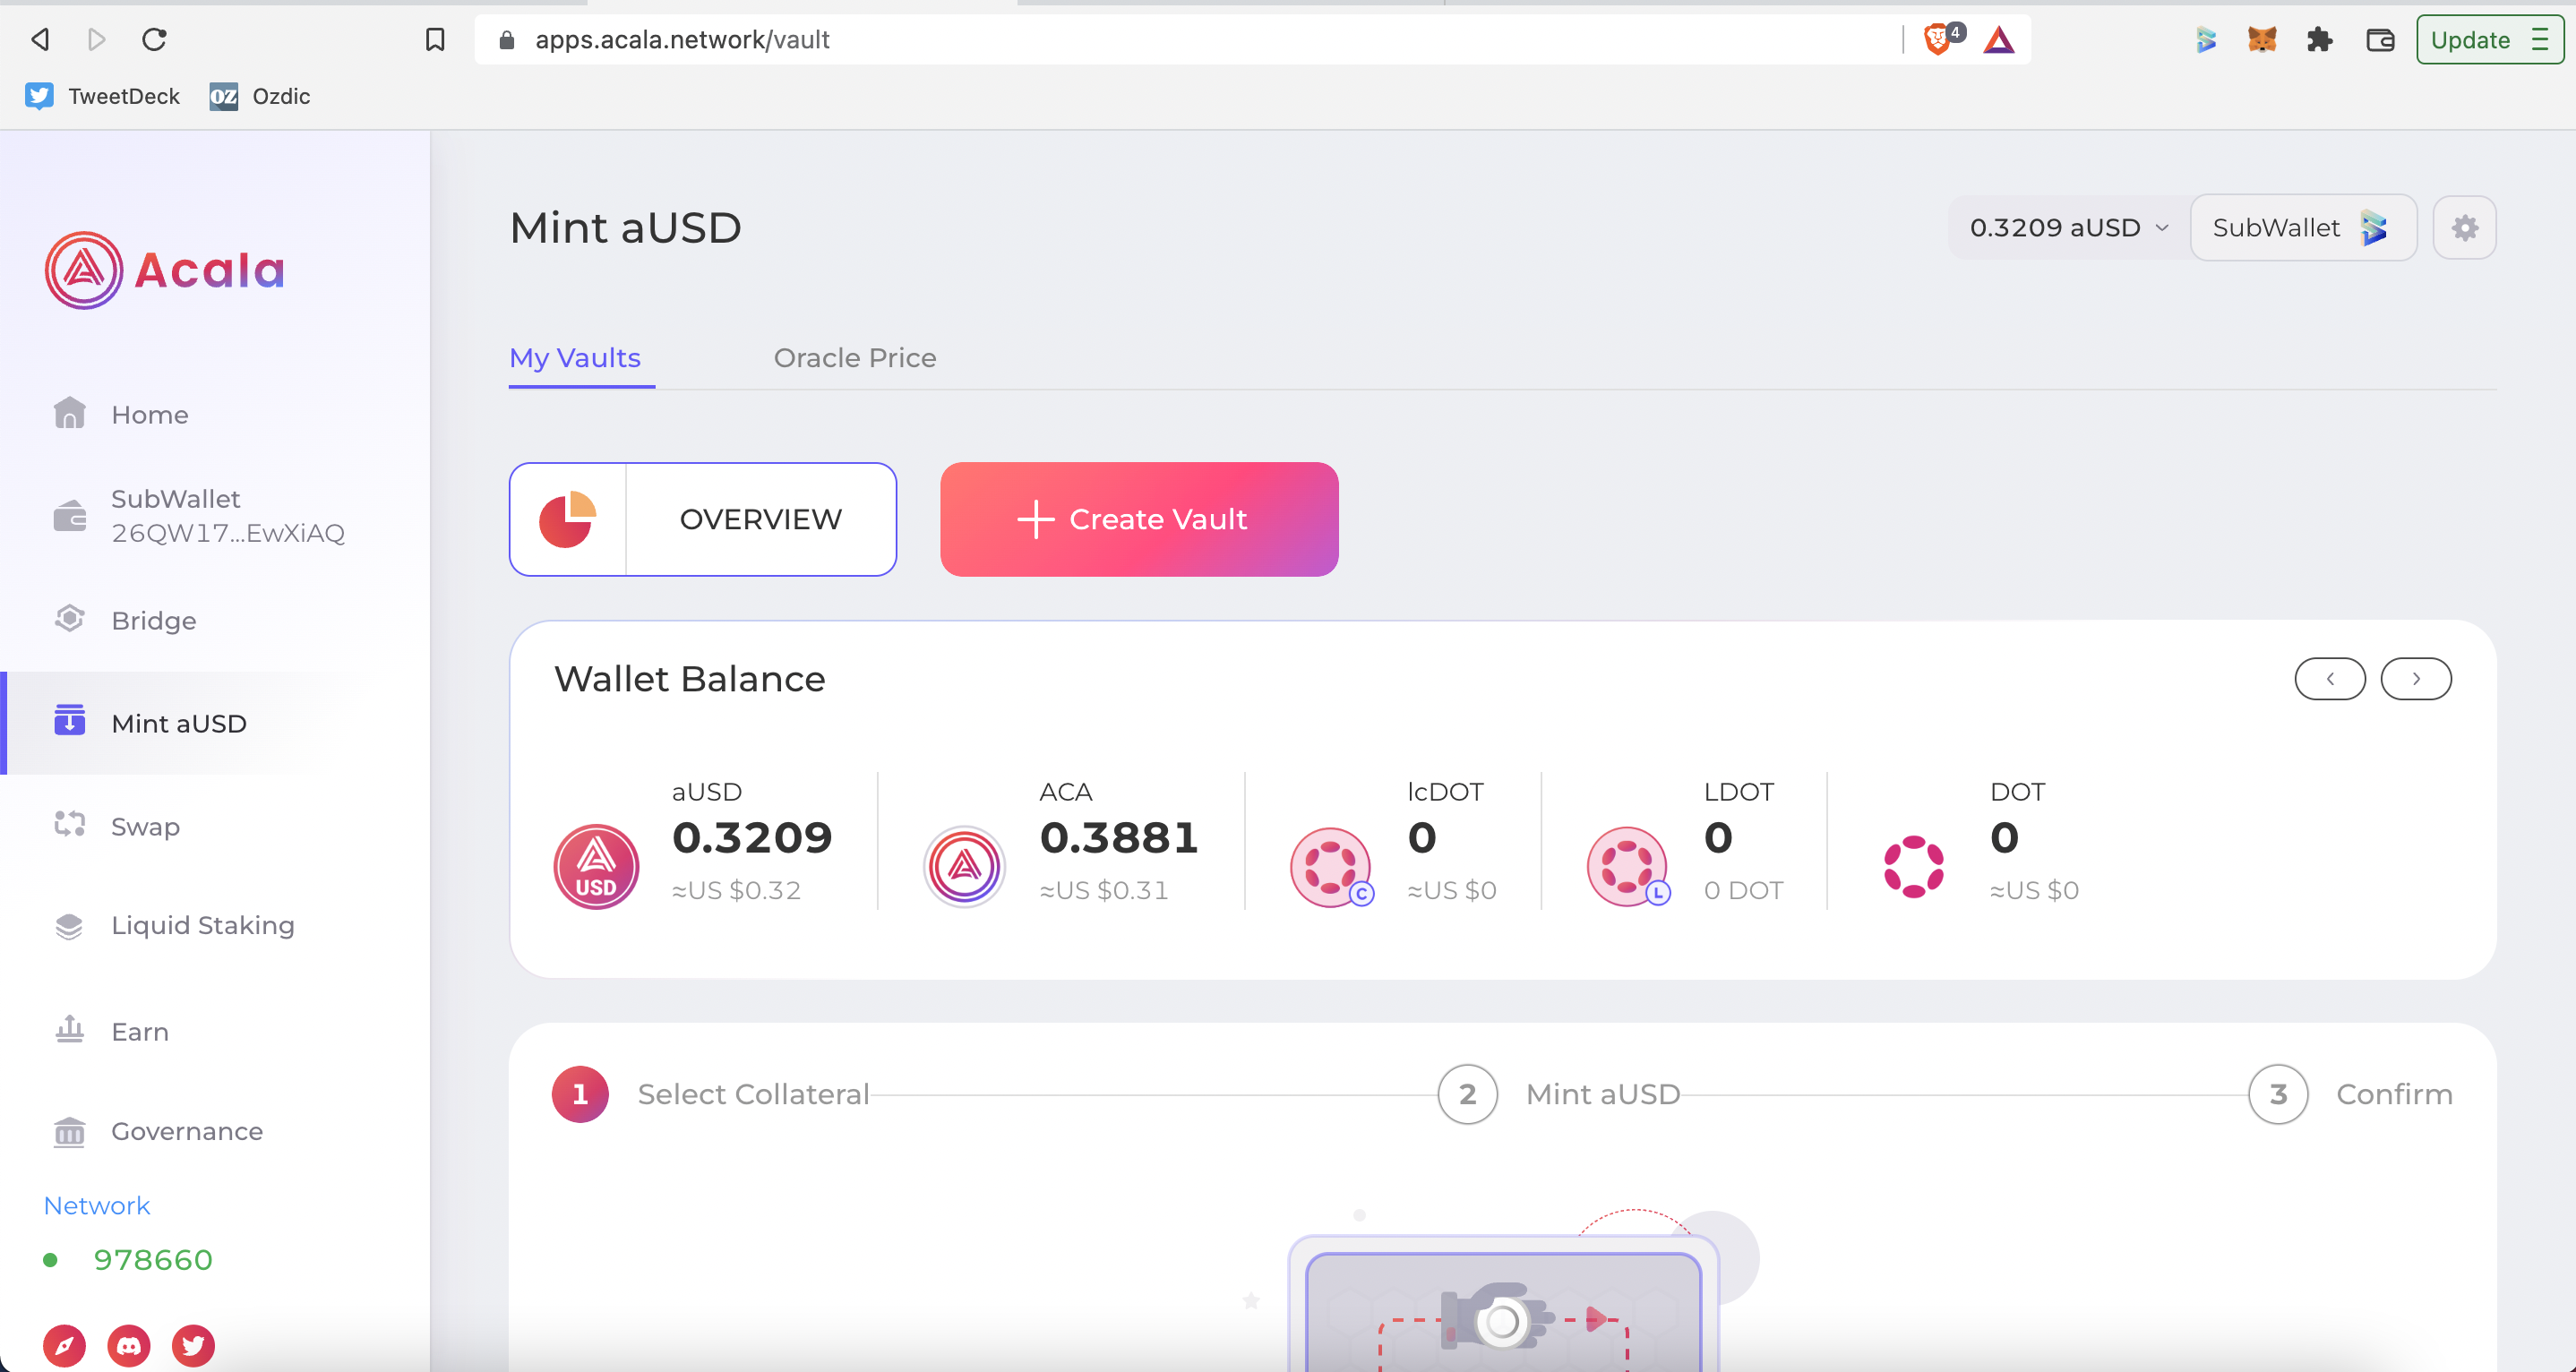 apps.acala.network/vault
4
Update
TweetDeck
OZ
Ozdic
Acala
Mint aUSD
0.3209 aUSD
SubWallet
My Vaults
Oracle Price
Home
SubWallet
26QW17...EwXiAQ
Bridge
Mint aUSD
Swap
Liquid Staking
Earn
Governance
Network
978660
OVERVIEW
Create Vault
Wallet Balance
aUSD
0.3209
≈US $0.32
USD
ACA
0.3881
≈US $0.31
lcDOT
0
≈US $0
C
LDOT
0
0 DOT
L
DOT
0
≈US $0
1 Select Collateral
2 Mint aUSD
3 Confirm